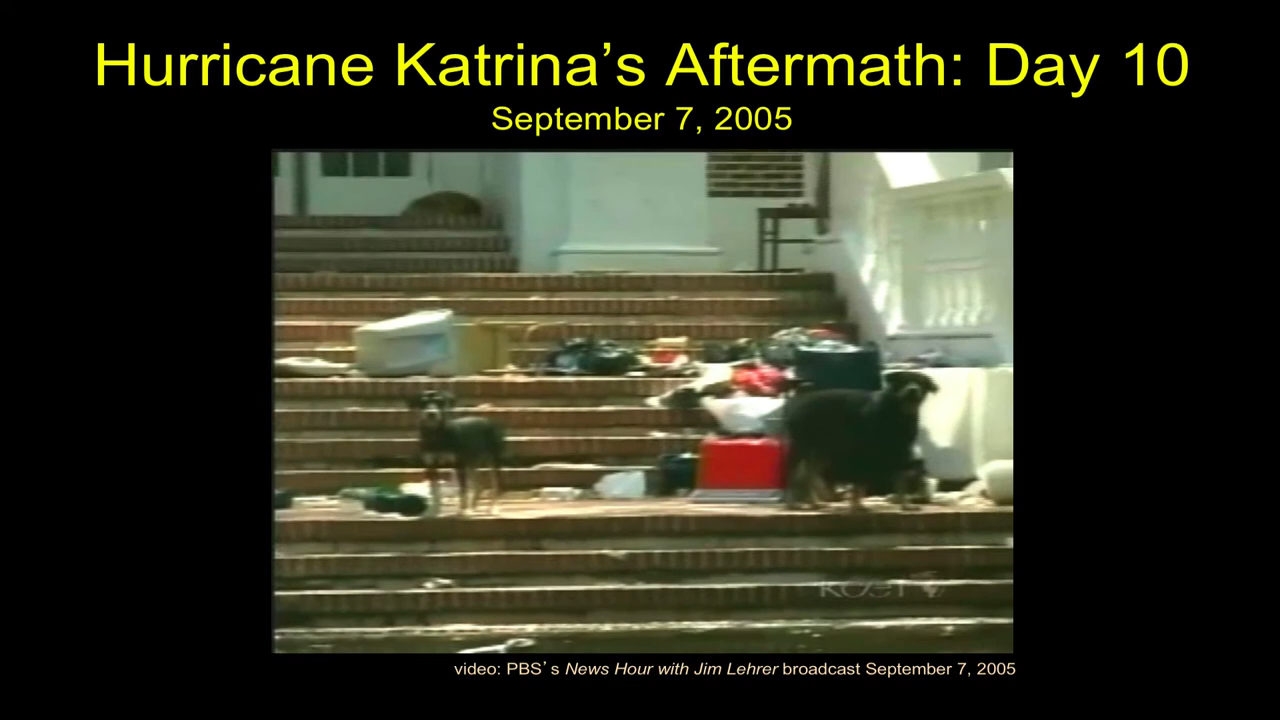 Hurricane Katrina’s Aftermath: Day 10
September 7, 2005
KCET
video: PBS’s News Hour with Jim Lehrer broadcast September 7, 2005